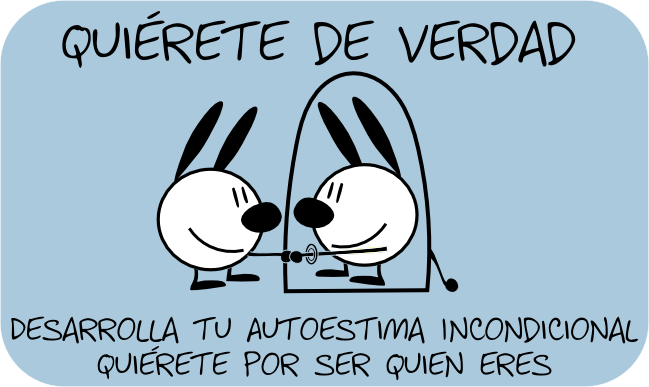 QUIÉRETE DE VERDAD
DESARROLLA TU AUTOESTIMA INCONDICIONAL
QUIÉRETE POR SER QUIEN ERES